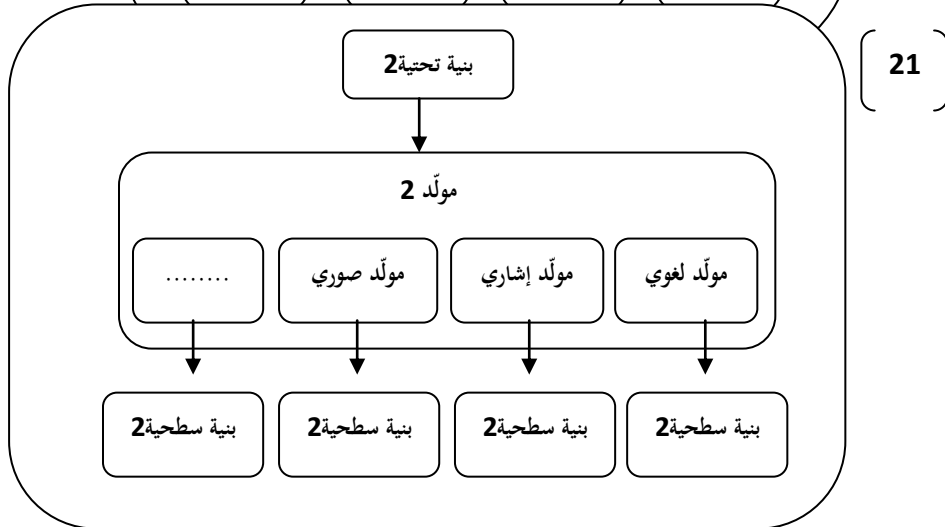 21
بنية تحتية2
مولّد 2
مولّد لغوي
مولّد إشاري
مولّد صوري
........
بنية سطحية2
بنية سطحية2
بنية سطحية2
بنية سطحية2